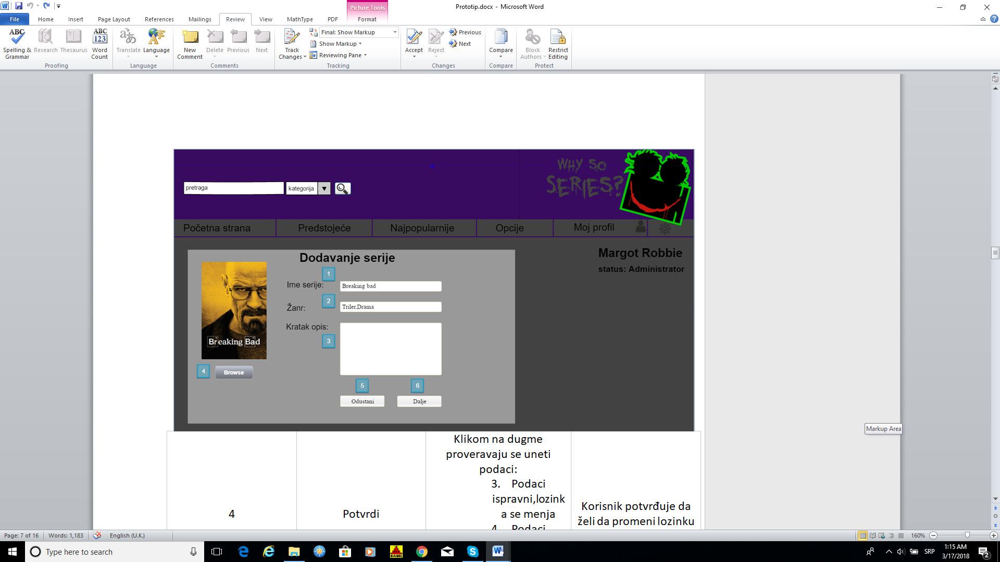 Picture Tools
Prototip.docx - Microsoft Word
File Home Insert Page Layout References Mailings Review View MathType PDF Format
Spelling & Grammar
Research
Thesaurus
Word Count
Translate
Language
New Comment
Delete
Previous
Next
Track Changes
Final: Show Markup
Show Markup
Reviewing Pane
Accept
Reject
Previous
Next
Compare
Block Authors
Restrict Editing
Proofing Language Comments Tracking Changes Compare Protect
WHY SO
SERIES?
pretraga kategorija
Početna strana Predstojeće Najpopularnije Opcije Moj profil
Dodavanje serije
Margot Robbie
status: Administrator
1
Ime serije: Breaking bad
2
Žanr: Triler,Drama
Kratak opis:
3
Breaking Bad
4 Browse
5 6
Odustani Dalje
Markup Area
Klikom na dugme
proveravaju se uneti
podaci:
3. Podaci
ispravni,lozink
a se menja
4. Podaci
4
Potvrdi
Korisnik potvrđuje da
želi da promeni lozinku
Page: 7 of 16 Words: 1,183 English (U.K.) 160%
Type here to search
BABEL
SRP
1:15 AM
3/17/2018
2